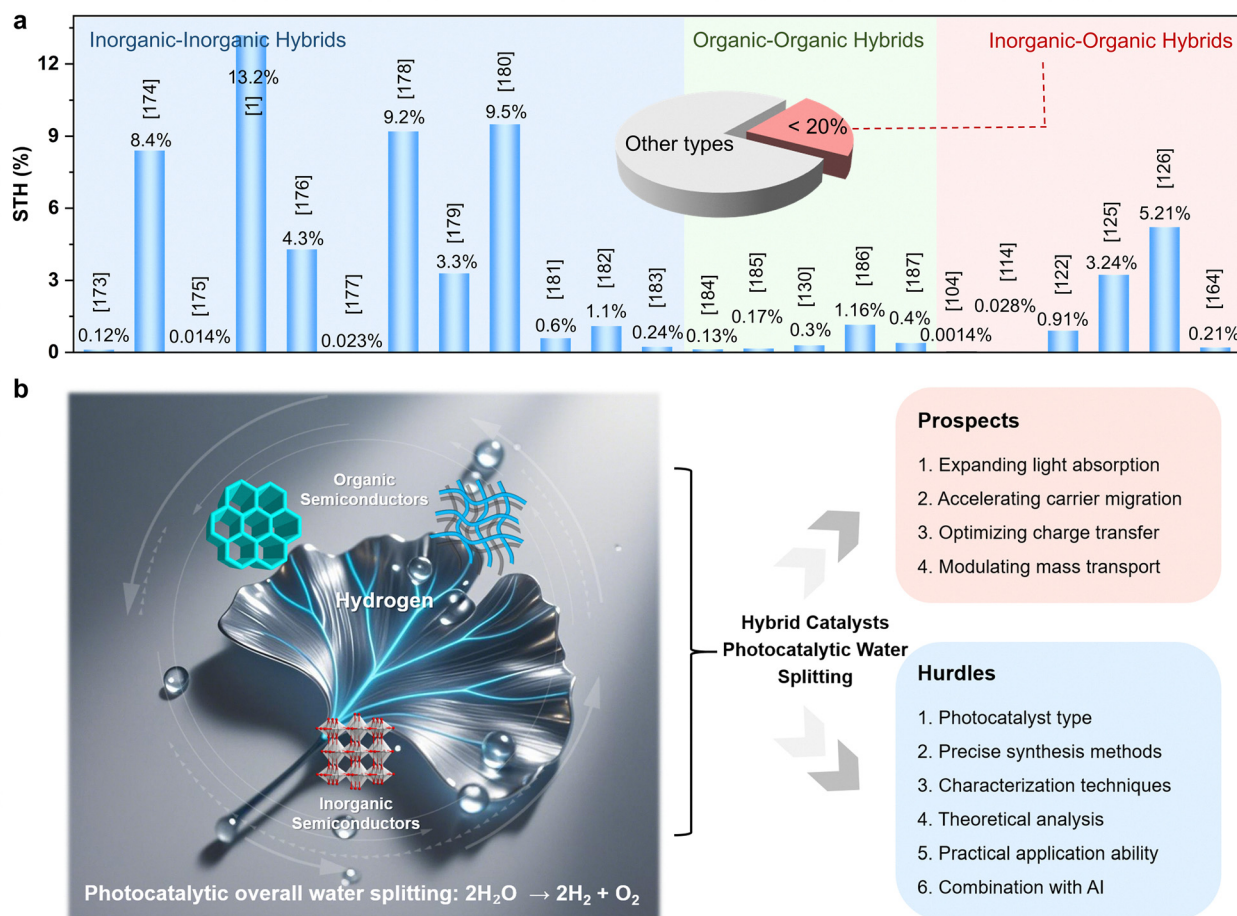 a
Inorganic-Inorganic Hybrids
Organic-Organic Hybrids
Inorganic-Organic Hybrids
STH (%)
12
9
6
3
0
[173]
0.12%
[174]
8.4%
[175]
0.014%
13.2%
[1]
[176]
4.3%
[177]
0.023%
[178]
9.2%
[179]
3.3%
[180]
9.5%
[181]
0.6%
[182]
1.1%
[183]
0.24%
[184]
0.13%
[185]
0.17%
[130]
0.3%
[186]
1.16%
[187]
0.4%
[104]
0.0014%
[114]
0.028%
[122]
0.91%
[125]
3.24%
[126]
5.21%
[164]
0.21%
Other types
< 20%
b
Organic
Semiconductors
Hydrogen
Inorganic
Semiconductors
Photocatalytic overall water splitting: 2H₂O → 2H₂ + O₂
Hybrid Catalysts
Photocatalytic Water
Splitting
Prospects
1. Expanding light absorption
2. Accelerating carrier migration
3. Optimizing charge transfer
4. Modulating mass transport
Hurdles
1. Photocatalyst type
2. Precise synthesis methods
3. Characterization techniques
4. Theoretical analysis
5. Practical application ability
6. Combination with AI